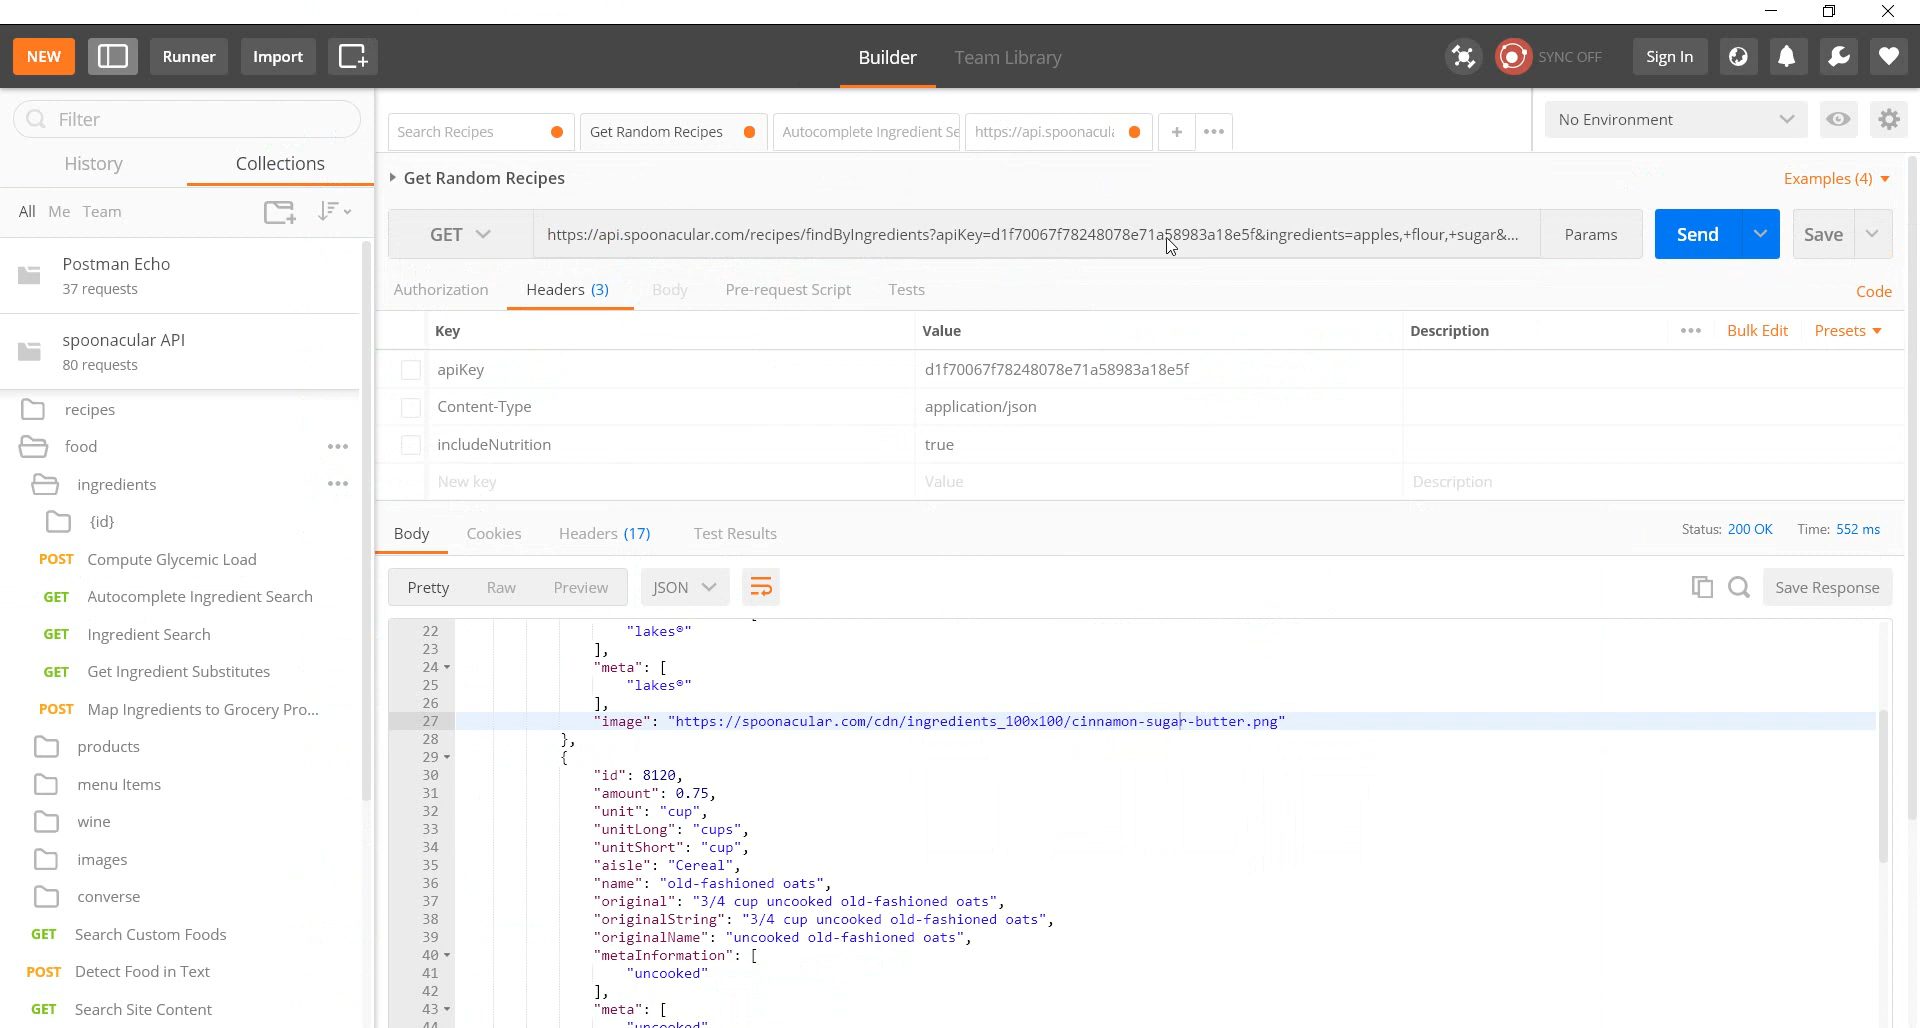 NEW
Runner
Import
Builder
Team Library
SYNC OFF
Sign In
Filter
History
Collections
All Me Team
Postman Echo
37 requests
spoonacular API
80 requests
recipes
food
ingredients
{id}
POST Compute Glycemic Load
GET Autocomplete Ingredient Search
GET Ingredient Search
GET Get Ingredient Substitutes
POST Map Ingredients to Grocery Pro...
products
menu Items
wine
images
converse
GET Search Custom Foods
POST Detect Food in Text
GET Search Site Content
Search Recipes
Get Random Recipes
Autocomplete Ingredient Se
https://api.spoonacul
No Environment
Get Random Recipes
Examples (4)
GET
https://api.spoonacular.com/recipes/findByIngredients?apiKey=d1f70067f78248078e71a58983a18e5f&ingredients=apples,+flour,+sugar&...
Params
Send
Save
Authorization
Headers (3)
Body
Pre-request Script
Tests
Code
Key Value Description
Bulk Edit
Presets
apiKey d1f70067f78248078e71a58983a18e5f
Content-Type application/json
includeNutrition true
New key Value Description
Body
Cookies
Headers (17)
Test Results
Status: 200 OK
Time: 552 ms
Pretty
Raw
Preview
JSON
Save Response
22 "lakes®"
23 ],
24 "meta": [
25 "lakes®"
26 ],
27 "image": "https://spoonacular.com/cdn/ingredients_100x100/cinnamon-sugar-butter.png"
28 },
29 {
30 "id": 8120,
31 "amount": 0.75,
32 "unit": "cup",
33 "unitLong": "cups",
34 "unitShort": "cup",
35 "aisle": "Cereal",
36 "name": "old-fashioned oats",
37 "original": "3/4 cup uncooked old-fashioned oats",
38 "originalString": "3/4 cup uncooked old-fashioned oats",
39 "originalName": "uncooked old-fashioned oats",
40 "metaInformation": [
41 "uncooked"
42 ],
43 "meta": [
44 "uncooked"